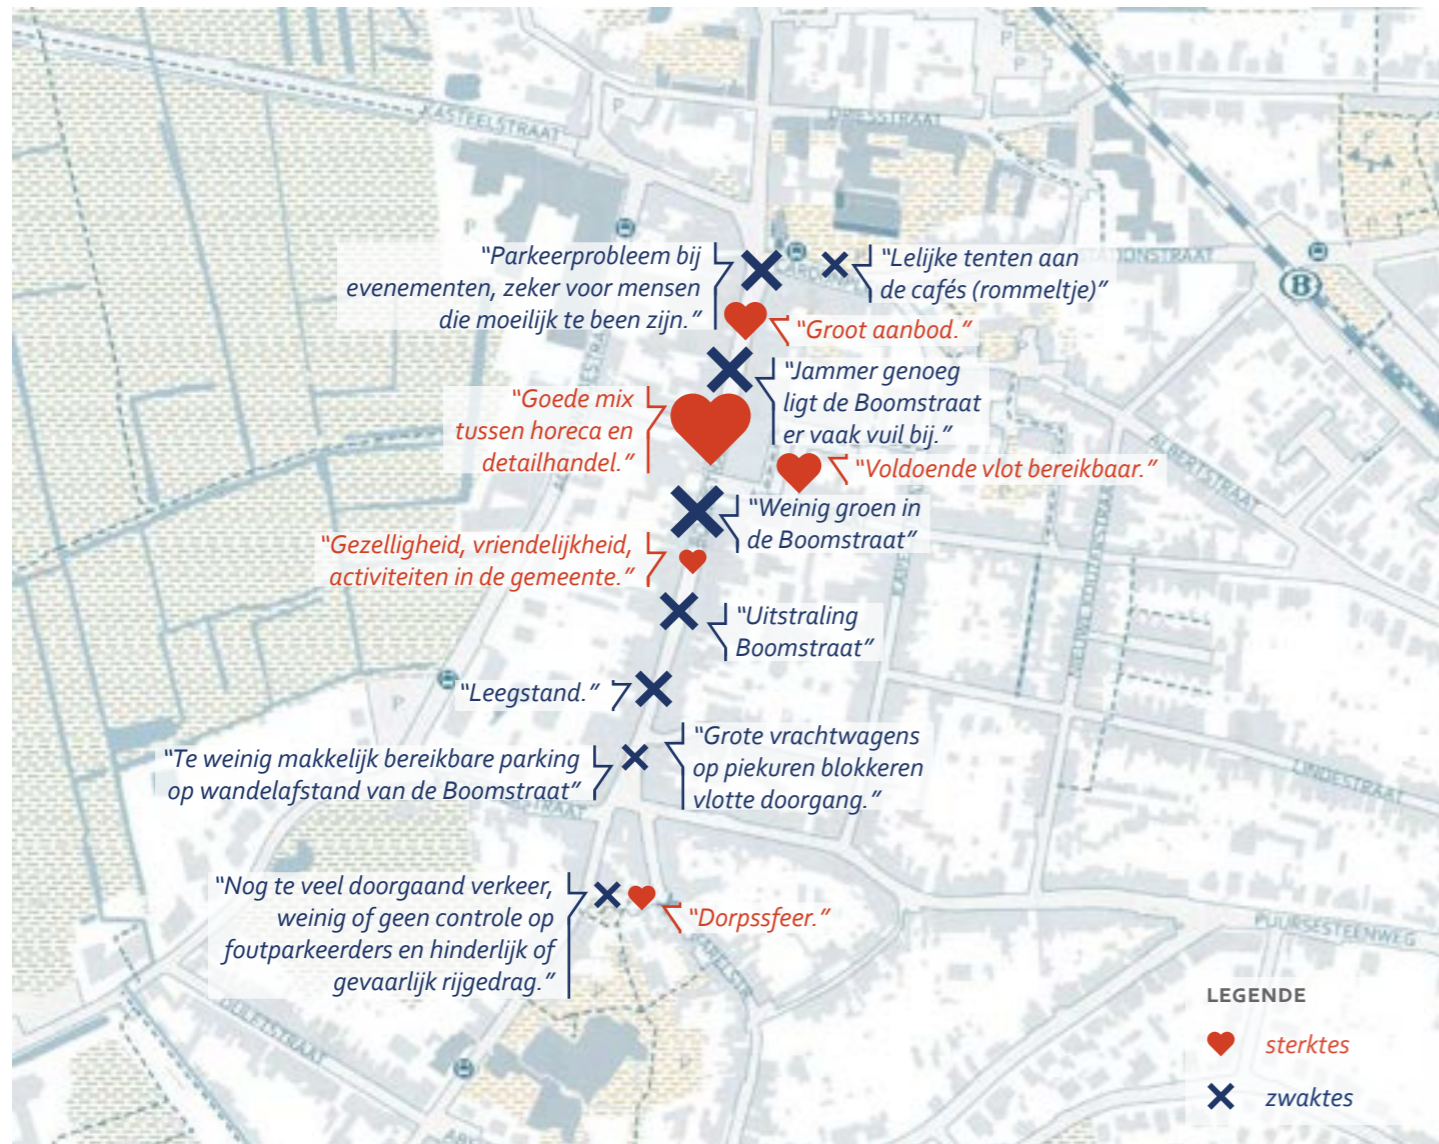 KASTEELSTRAAT
DRIESSTRAAT
P
P
P
P
“Parkeerprobleem bij
evenementen, zeker voor mensen
die moeilijk te been zijn.”
“Lelijke tenten aan
de cafés (rommeltje)”
STATIONSTRAAT
B
“Groot aanbod.”
“Jammer genoeg
ligt de Boomstraat
er vaak vuil bij.”
“Goede mix
tussen horeca en
detailhandel.”
“Voldoende vlot bereikbaar.”
ALBERTSTRAAT
“Weinig groen in
de Boomstraat”
“Gezelligheid, vriendelijkheid,
activiteiten in de gemeente.”
“Uitstraling
Boomstraat”
“Leegstand.”
P
“Grote vrachtwagens
op piekuren blokkeren
vlotte doorgang.”
“Te weinig makkelijk bereikbare parking
op wandelafstand van de Boomstraat”
LINDESTRAAT
“Nog te veel doorgaand verkeer,
weinig of geen controle op
foutparkeerders en hinderlijk of
gevaarlijk rijgedrag.”
“Dorpssfeer.”
PUURSESTEENWEG
LEGENDE
sterktes
zwaktes
P